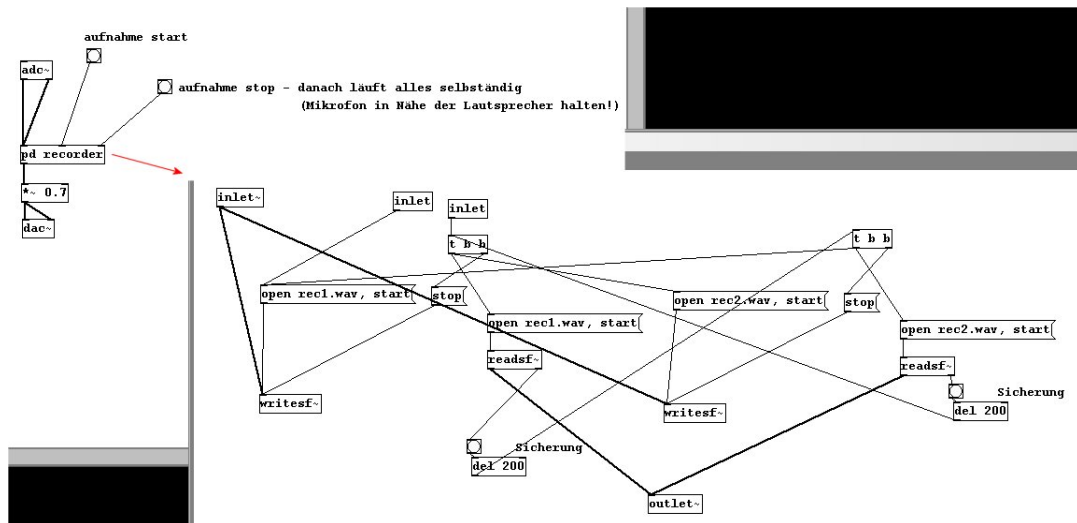 aufnahme start
adc~
aufnahme stop - danach läuft alles selbständig
(Mikrofon in Nähe der Lautsprecher halten!)
pd recorder
*~ 0.7
dac~
inlet~
inlet
inlet
t b b
t b b
open rec1.wav, start
stop
open rec2.wav, start
stop
open rec1.wav, start
open rec2.wav, start
readsf~
readsf~
writesf~
writesf~
Sicherung
del 200
Sicherung
del 200
outlet~